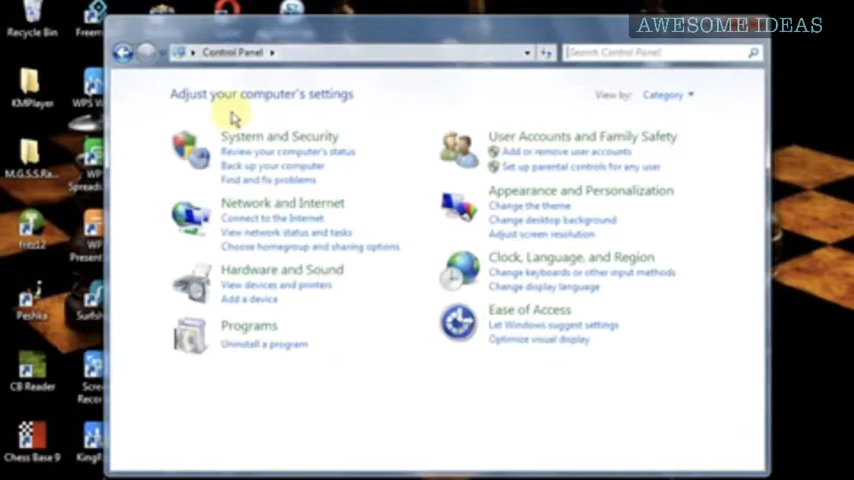 AWESOME IDEAS
Recycle Bin
Control Panel
Search Control Panel
KMPlayer
Adjust your computer's settings
View by: Category
System and Security
Review your computer's status
Back up your computer
Find and fix problems
Network and Internet
Connect to the Internet
View network status and tasks
Choose homegroup and sharing options
Hardware and Sound
View devices and printers
Add a device
Programs
Uninstall a program
User Accounts and Family Safety
Add or remove user accounts
Set up parental controls for any user
Appearance and Personalization
Change the theme
Change desktop background
Adjust screen resolution
Clock, Language, and Region
Change keyboards or other input methods
Change display language
Ease of Access
Let Windows suggest settings
Optimize visual display
M.G.S.S.Ra...
fritz12
Peshka
CB Reader
Chess Base 9